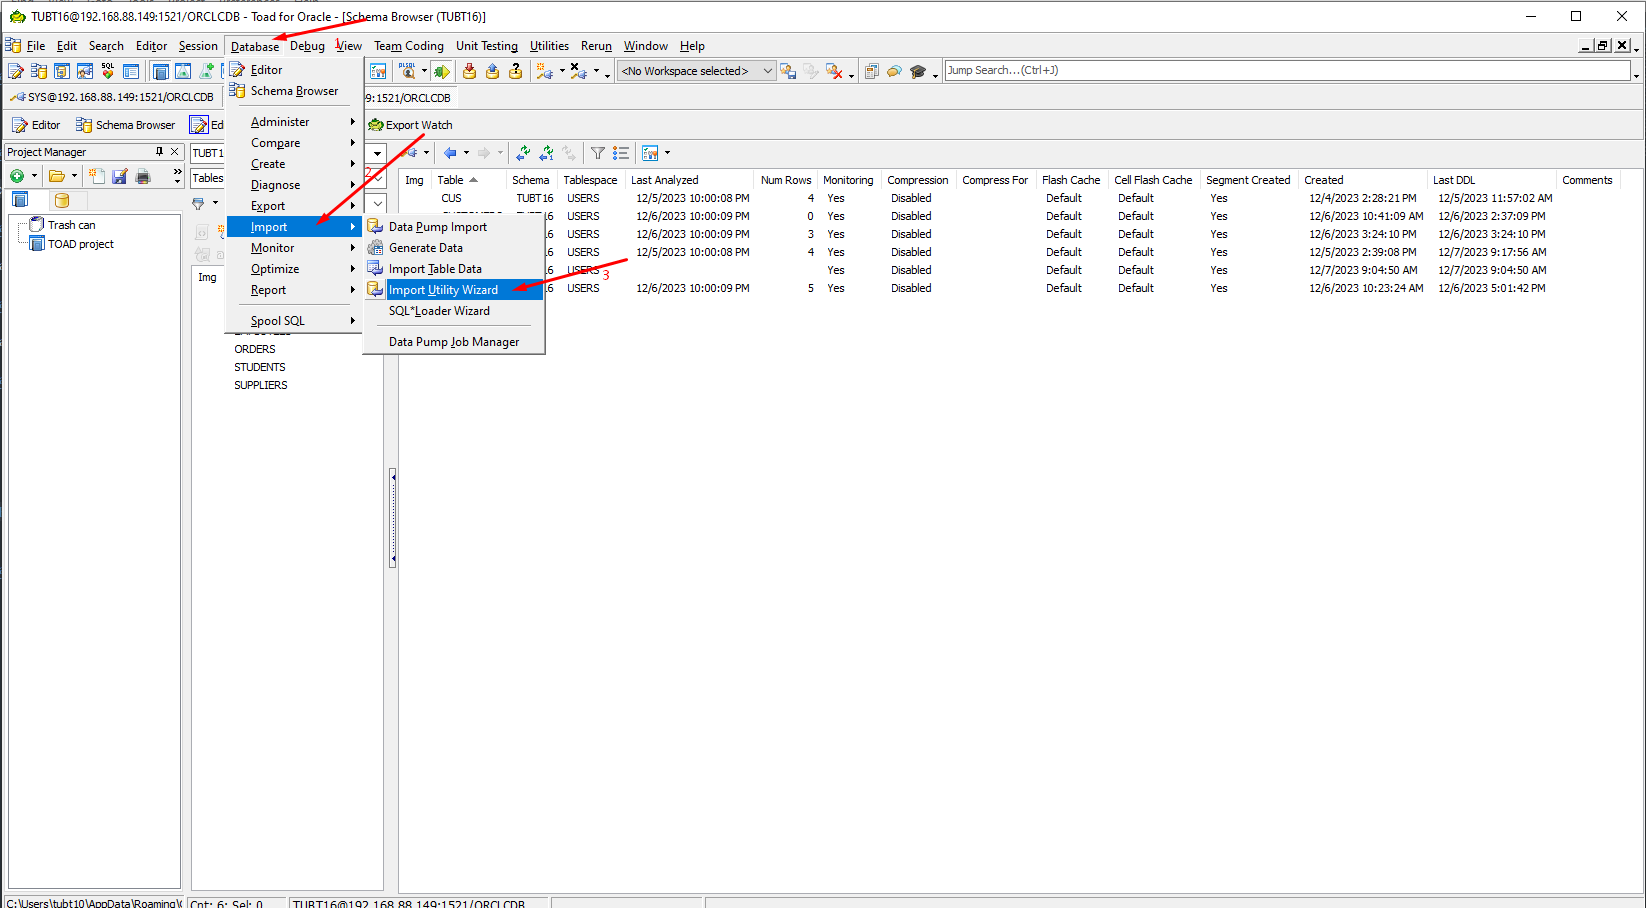 TUBT16@192.168.88.149:1521/ORCLCDB - Toad for Oracle - [Schema Browser (TUBT16)]
File Edit Search Editor Session Database Debug View Team Coding Unit Testing Utilities Rerun Window Help
1
SQL Editor <No Workspace selected> Jump Search...(Ctrl+J)
Schema Browser
SYS@192.168.88.149:1521/ORCLCDB 9:1521/ORCLCDB
Editor Schema Browser Ed Export Watch
Administer
Compare
Create
Diagnose
Export
Import
Monitor
Optimize
Report
Spool SQL
2
Data Pump Import
Generate Data
Import Table Data
Import Utility Wizard
SQL*Loader Wizard
Data Pump Job Manager
3
Project Manager
Trash can
TOAD project
TUBT1
Tables
Img
ORDERS
STUDENTS
SUPPLIERS
Img Table Schema Tablespace Last Analyzed Num Rows Monitoring Compression Compress For Flash Cache Cell Flash Cache Segment Created Created Last DDL Comments
CUS TUBT16 USERS 12/5/2023 10:00:08 PM 4 Yes Disabled Default Default Yes 12/4/2023 2:28:21 PM 12/5/2023 11:57:02 AM
USERS 12/6/2023 10:00:09 PM 0 Yes Disabled Default Default Yes 12/6/2023 10:41:09 AM 12/6/2023 2:37:09 PM
6 USERS 12/6/2023 10:00:09 PM 3 Yes Disabled Default Default Yes 12/6/2023 3:24:10 PM 12/6/2023 3:24:10 PM
6 USERS 12/5/2023 10:00:08 PM 4 Yes Disabled Default Default Yes 12/5/2023 2:39:08 PM 12/7/2023 9:17:56 AM
6 USERS Yes Disabled Default Default Yes 12/7/2023 9:04:50 AM 12/7/2023 9:04:50 AM
16 USERS 12/6/2023 10:00:09 PM 5 Yes Disabled Default Default Yes 12/6/2023 10:23:24 AM 12/6/2023 5:01:42 PM
C:\Users\tubt10\AppData\Roaming\ Cnt: 6; Sel: 0 TUBT16@192.168.88.149:1521/ORCLCDB